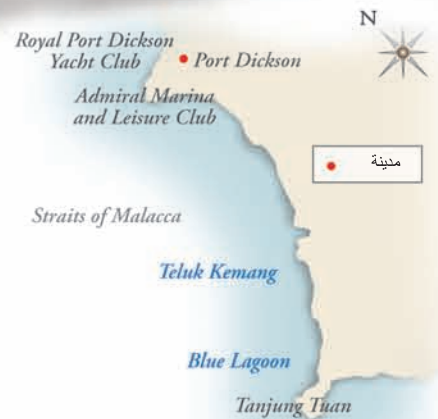 N
Royal Port Dickson
Yacht Club
Port Dickson
Admiral Marina
and Leisure Club
مدينة
Straits of Malacca
Teluk Kemang
Blue Lagoon
Tanjung Tuan